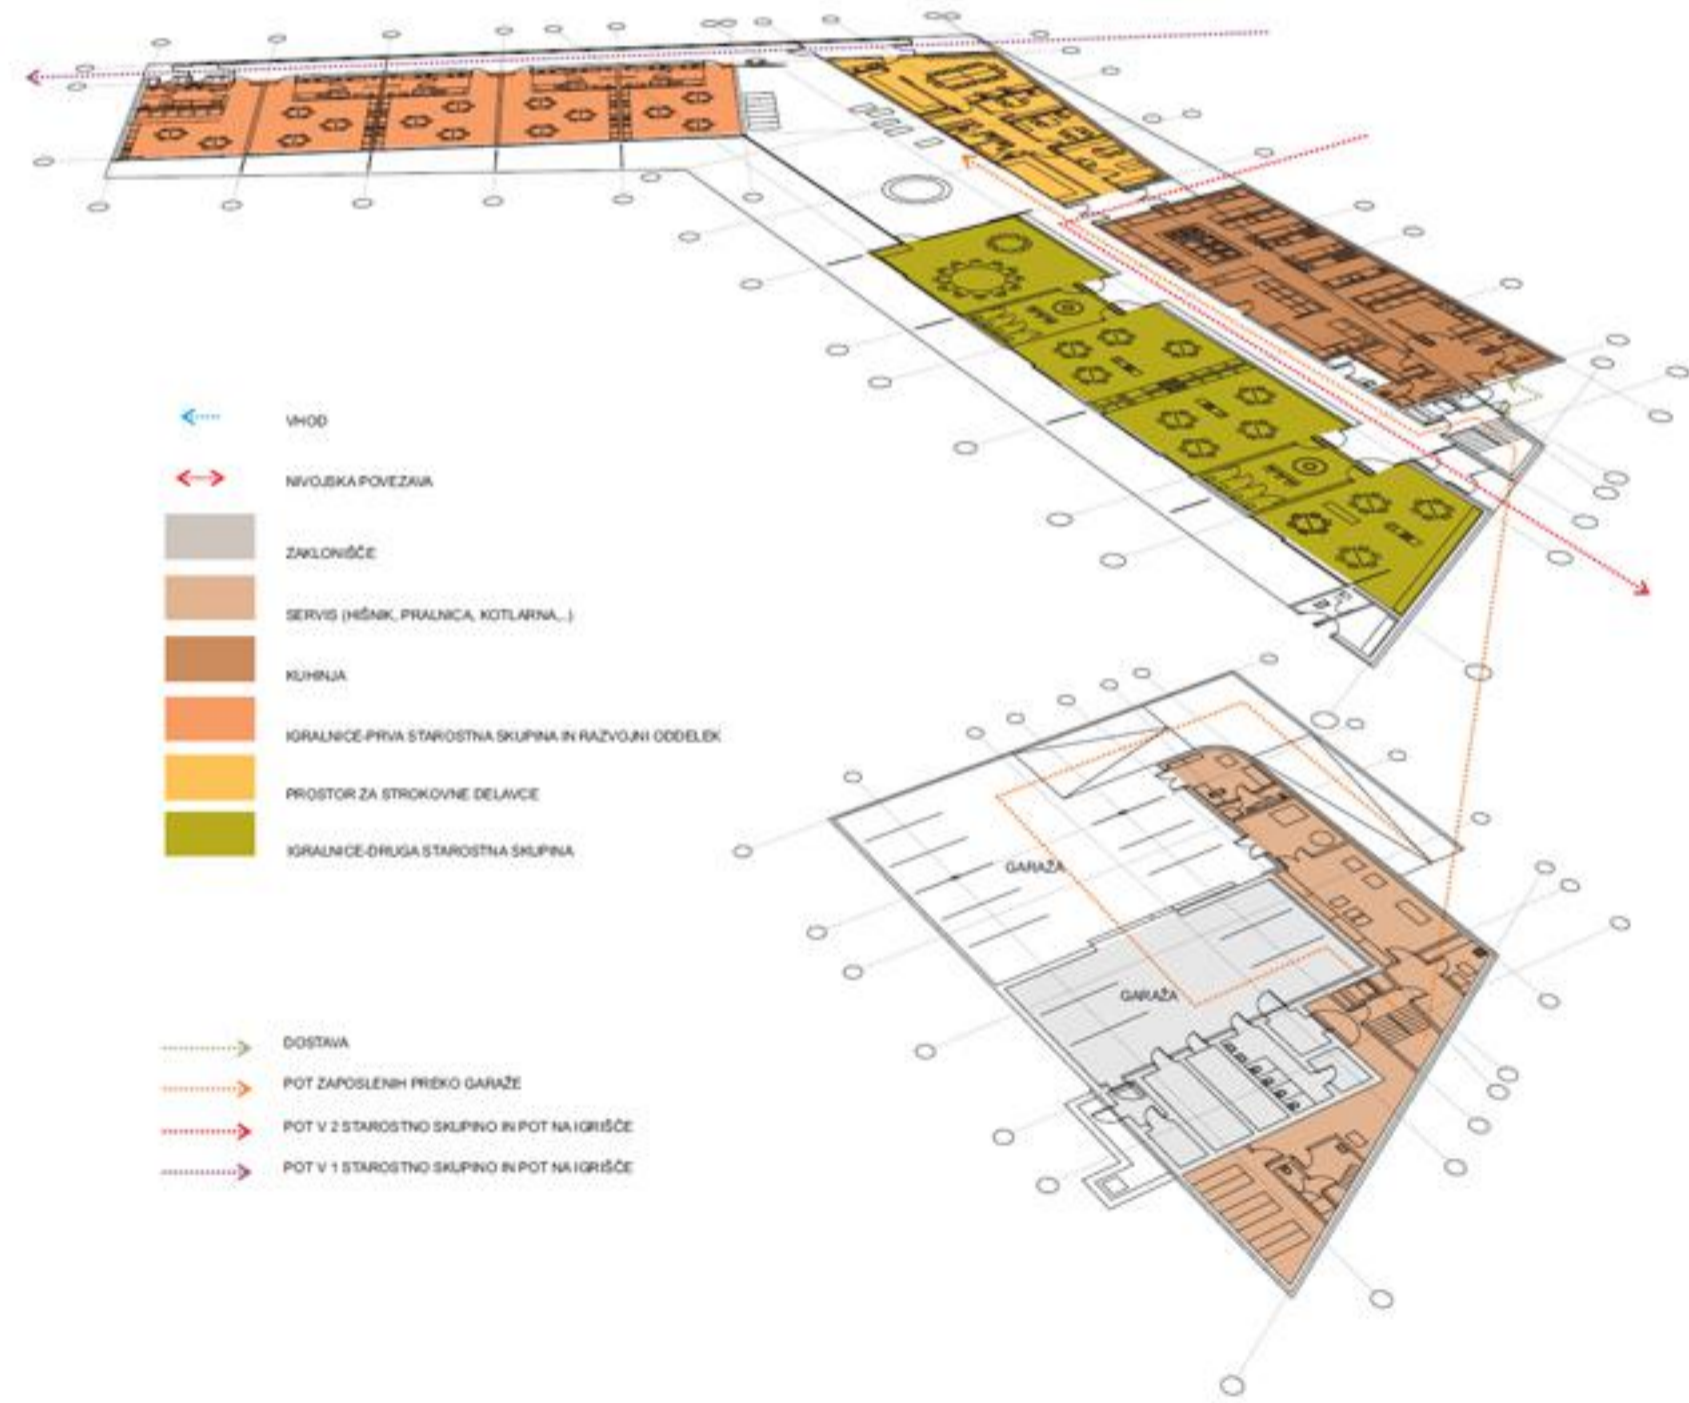 VHOD
NIVOJSKA POVEZAVA
ZAKLONIŠČE
SERVIS (HIŠNIK, PRALNICA, KOTLARNA,..)
KUHINJA
IGRALNICE-PRVA STAROSTNA SKUPINA IN RAZVOJNI ODDELEK
PROSTOR ZA STROKOVNE DELAVCE
IGRALNICE-DRUGA STAROSTNA SKUPINA
GARAŽA
GARAŽA
DOSTAVA
POT ZAPOSLENIH PREKO GARAŽE
POT V 2 STAROSTNO SKUPINO IN POT NA IGRIŠČE
POT V 1 STAROSTNO SKUPINO IN POT NA IGRIŠČE